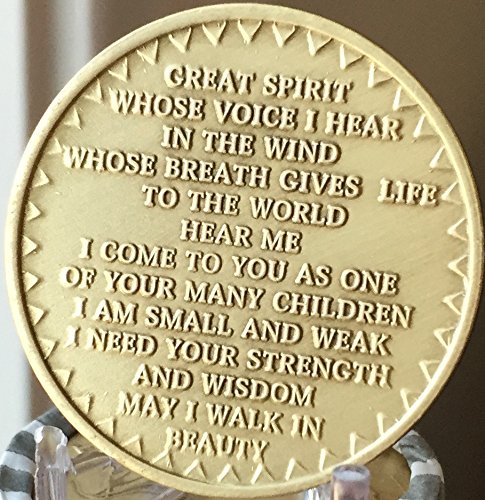 GREAT SPIRIT
WHOSE VOICE I HEAR
IN THE WIND
WHOSE BREATH GIVES LIFE
TO THE WORLD
HEAR ME
I COME TO YOU AS ONE
OF YOUR MANY CHILDREN
I AM SMALL AND WEAK
I NEED YOUR STRENGTH
AND WISDOM
MAY I WALK IN
BEAUTY